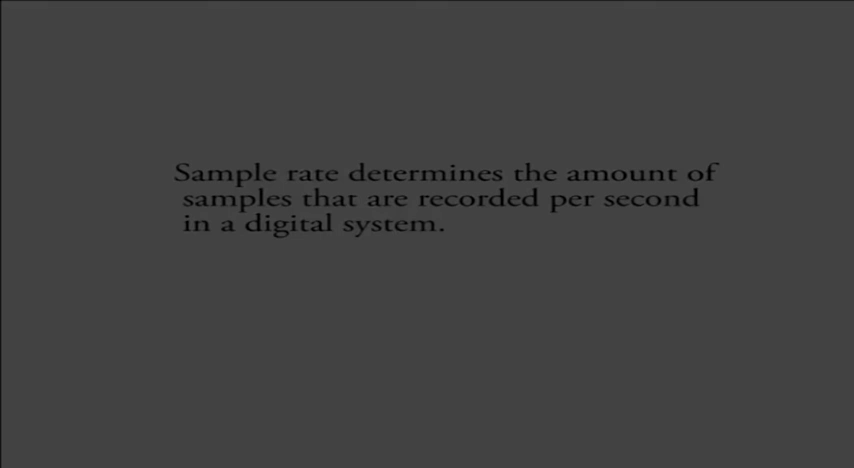 Sample rate determines the amount of
samples that are recorded per second
in a digital system.